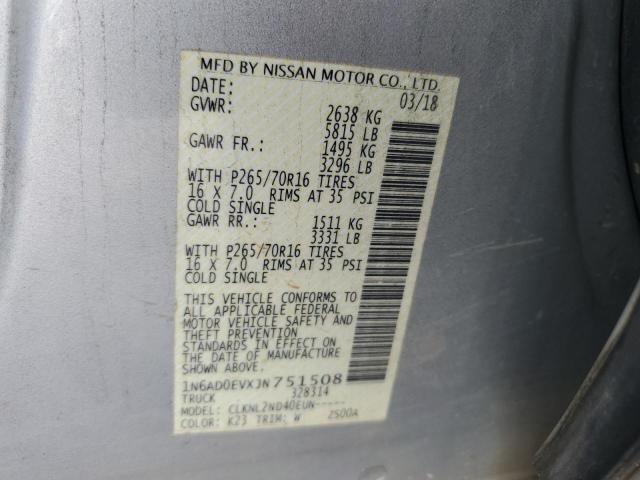 MFD BY NISSAN MOTOR CO., LTD.
DATE: 03/18
GVWR: 2638 KG
5815 LB
GAWR FR.: 1495 KG
3296 LB
WITH P265/70R16 TIRES
16 X 7.0 RIMS AT 35 PSI
COLD SINGLE
GAWR RR.: 1511 KG
3331 LB
WITH P265/70R16 TIRES
16 X 7.0 RIMS AT 35 PSI
COLD SINGLE
THIS VEHICLE CONFORMS TO
ALL APPLICABLE FEDERAL
MOTOR VEHICLE SAFETY AND
THEFT PREVENTION
STANDARDS IN EFFECT ON
THE DATE OF MANUFACTURE
SHOWN ABOVE.
1N6AD0EVXJN751508
TRUCK 328314
MODEL: CLKNL2ND40EUN-----
COLOR: K23 TRIM: W 2S00A